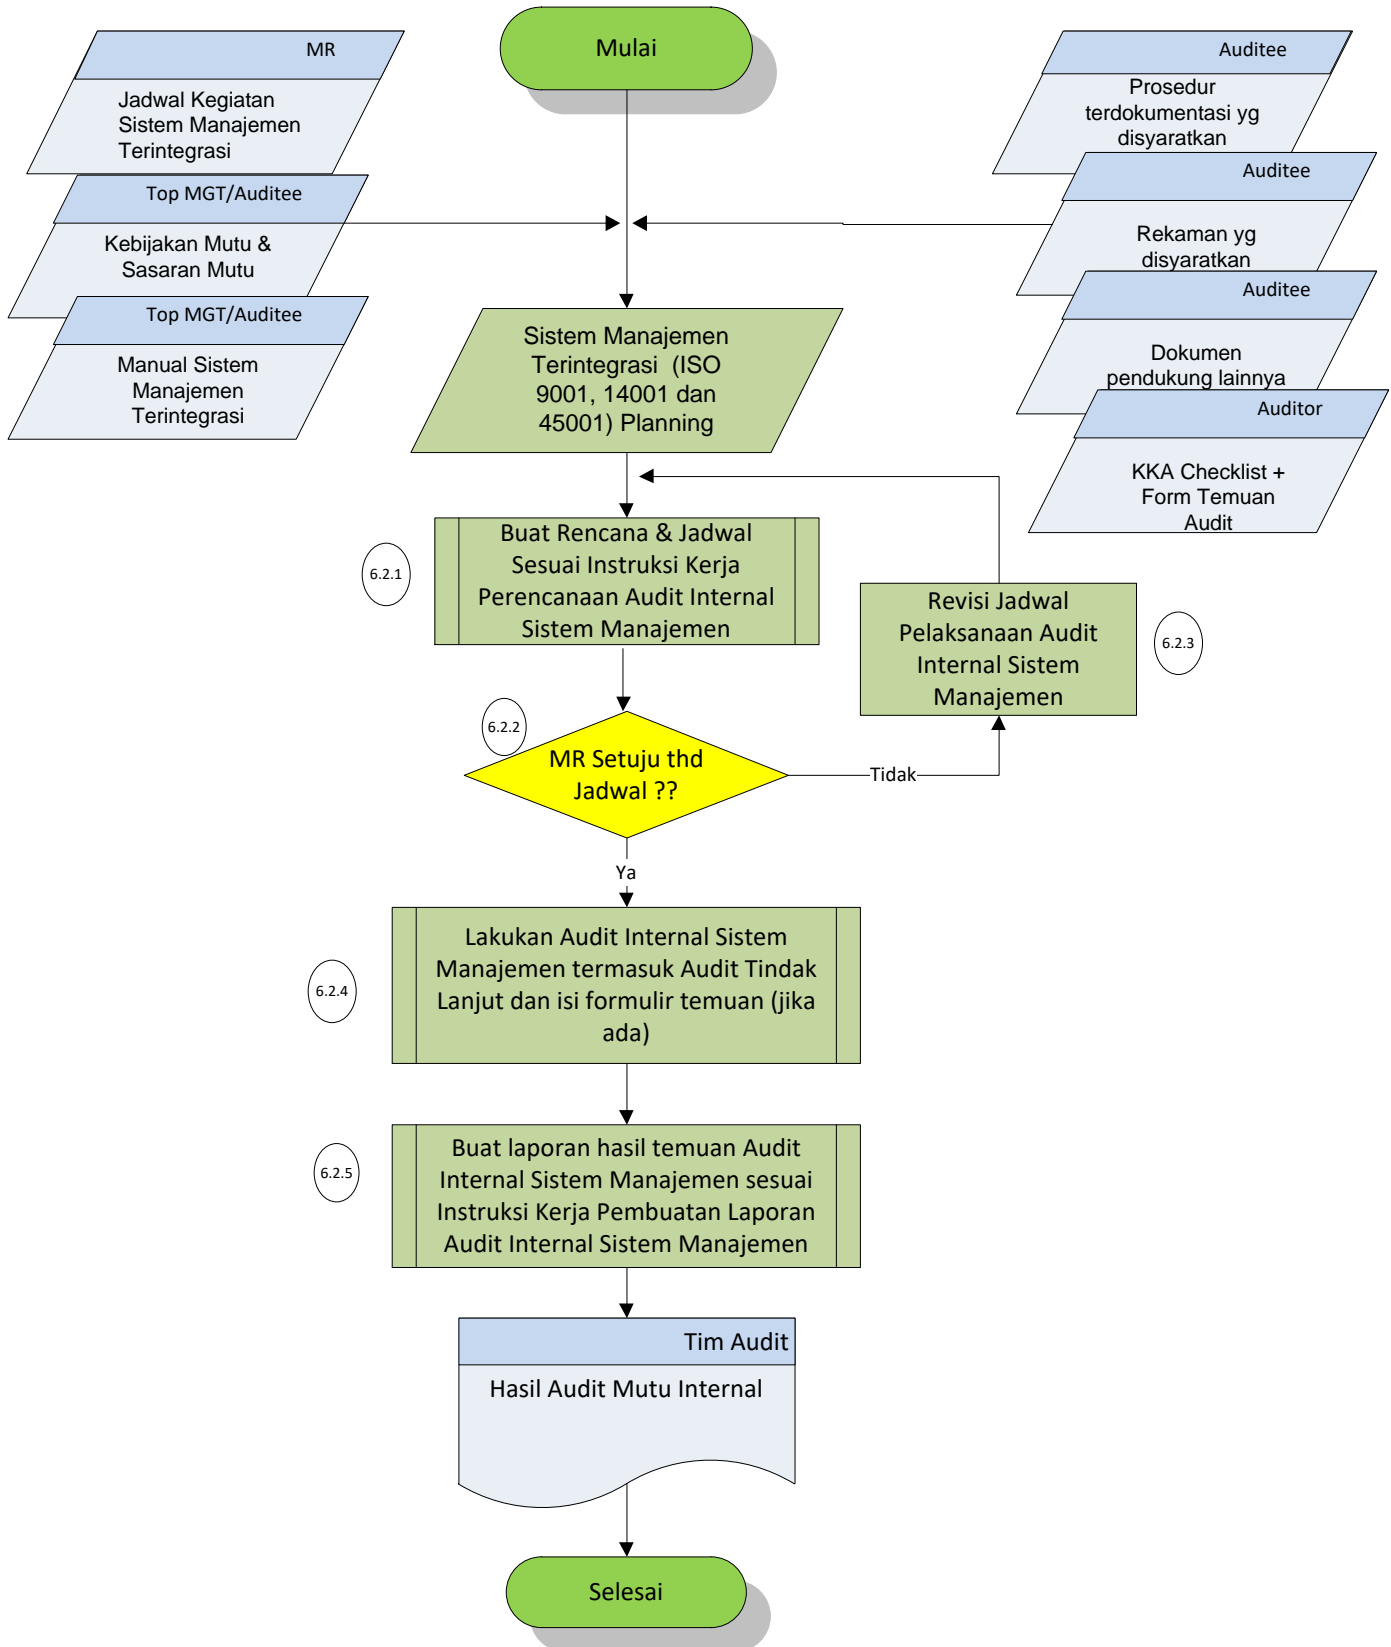 Mulai
MR
Jadwal Kegiatan
Sistem Manajemen
Terintegrasi
Top MGT/Auditee
Kebijakan Mutu &
Sasaran Mutu
Top MGT/Auditee
Manual Sistem
Manajemen
Terintegrasi
Auditee
Prosedur
terdokumentasi yg
disyaratkan
Auditee
Rekaman yg
disyaratkan
Auditee
Dokumen
pendukung lainnya
Auditor
KKA Checklist +
Form Temuan
Audit
Sistem Manajemen
Terintegrasi (ISO
9001, 14001 dan
45001) Planning
6.2.1
Buat Rencana & Jadwal
Sesuai Instruksi Kerja
Perencanaan Audit Internal
Sistem Manajemen
Revisi Jadwal
Pelaksanaan Audit
Internal Sistem
Manajemen
6.2.3
6.2.2
MR Setuju thd
Jadwal ??
Tidak
Ya
6.2.4
Lakukan Audit Internal Sistem
Manajemen termasuk Audit Tindak
Lanjut dan isi formulir temuan (jika
ada)
6.2.5
Buat laporan hasil temuan Audit
Internal Sistem Manajemen sesuai
Instruksi Kerja Pembuatan Laporan
Audit Internal Sistem Manajemen
Tim Audit
Hasil Audit Mutu Internal
Selesai